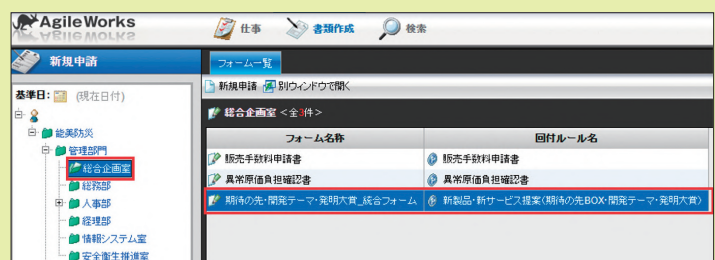 AgileWorks
仕事 書類作成 検索
新規申請
フォーム一覧
基準日: (現在日付)
新規申請 別ウィンドウで開く
総合企画室 <全3件>
フォーム名称 回付ルール名
能美防災
管理部門
総合企画室
総務部
人事部
経理部
情報システム室
安全衛生推進室
販売手数料申請書 販売手数料申請書
異常原価負担確認書 異常原価負担確認書
期待の先・開発テーマ・発明大賞_統合フォーム 新製品・新サービス提案(期待の先BOX・開発テーマ・発明大賞)